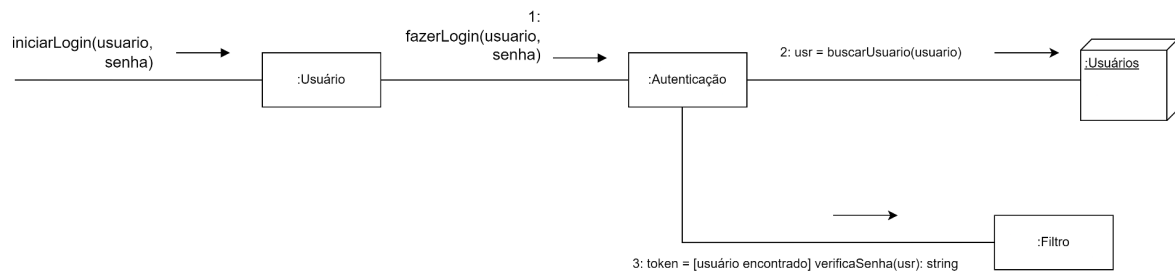 iniciarLogin(usuario,
senha)
:Usuário
1:
fazerLogin(usuario,
senha)
:Autenticação
2: usr = buscarUsuario(usuario)
:Usuários
3: token = [usuário encontrado] verificaSenha(usr): string
:Filtro